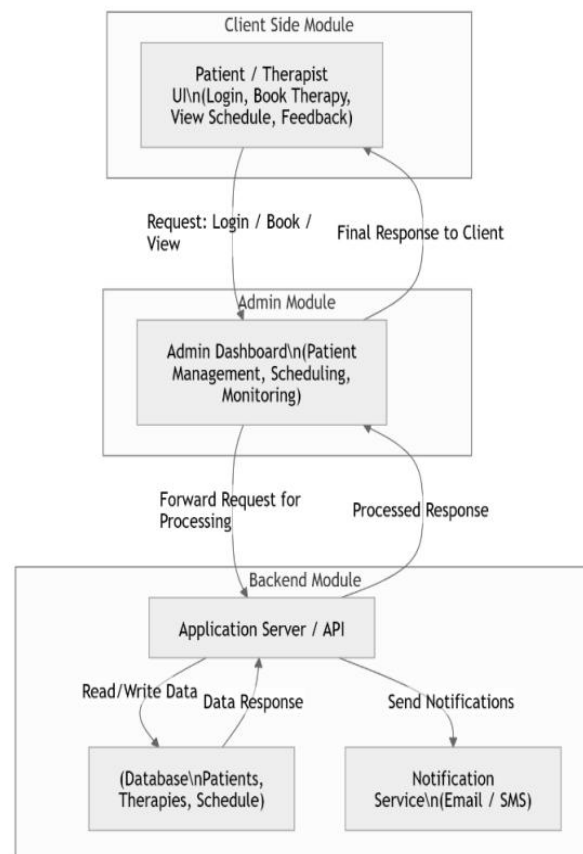 Client Side Module
Patient / Therapist
UI\n(Login, Book Therapy,
View Schedule, Feedback)
Request: Login / Book /
View
Final Response to Client
Admin Module
Admin Dashboard\n(Patient
Management, Scheduling,
Monitoring)
Forward Request for
Processing
Processed Response
Backend Module
Application Server / API
Read/Write Data
Data Response
Send Notifications
(Database\nPatients,
Therapies, Schedule)
Notification
Service\n(Email / SMS)